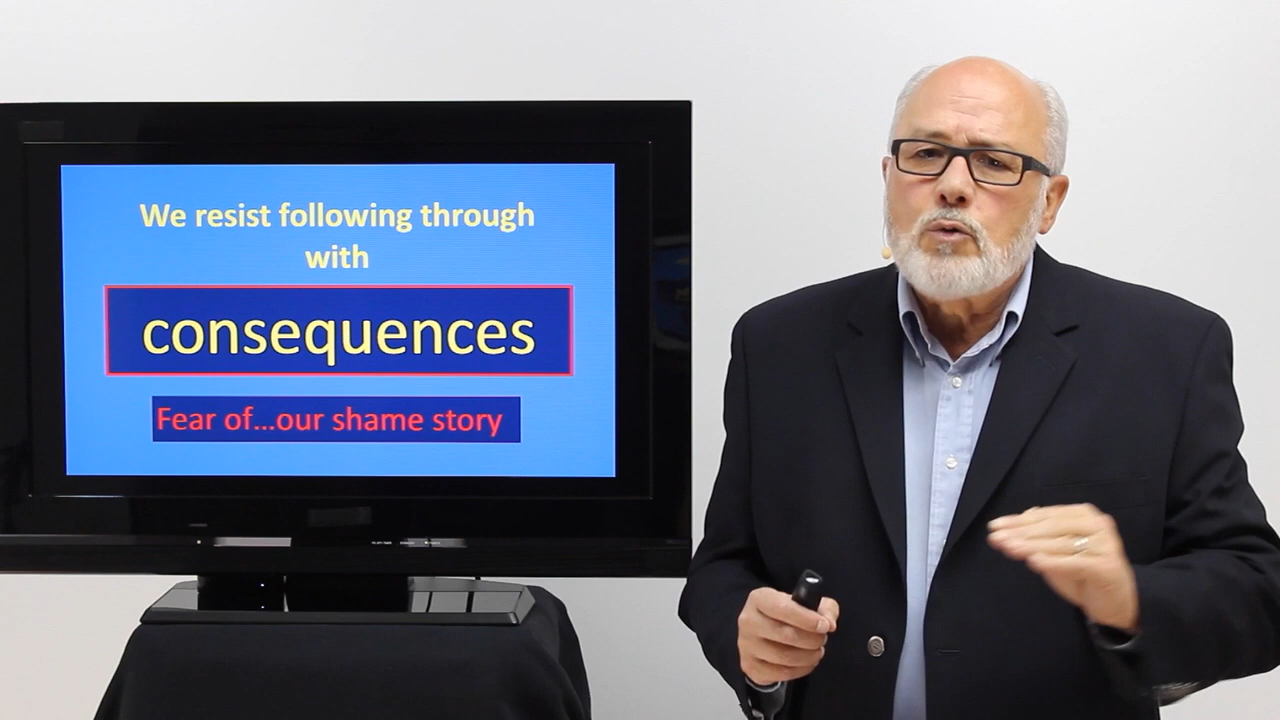 We resist following through
with
consequences
Fear of...our shame story